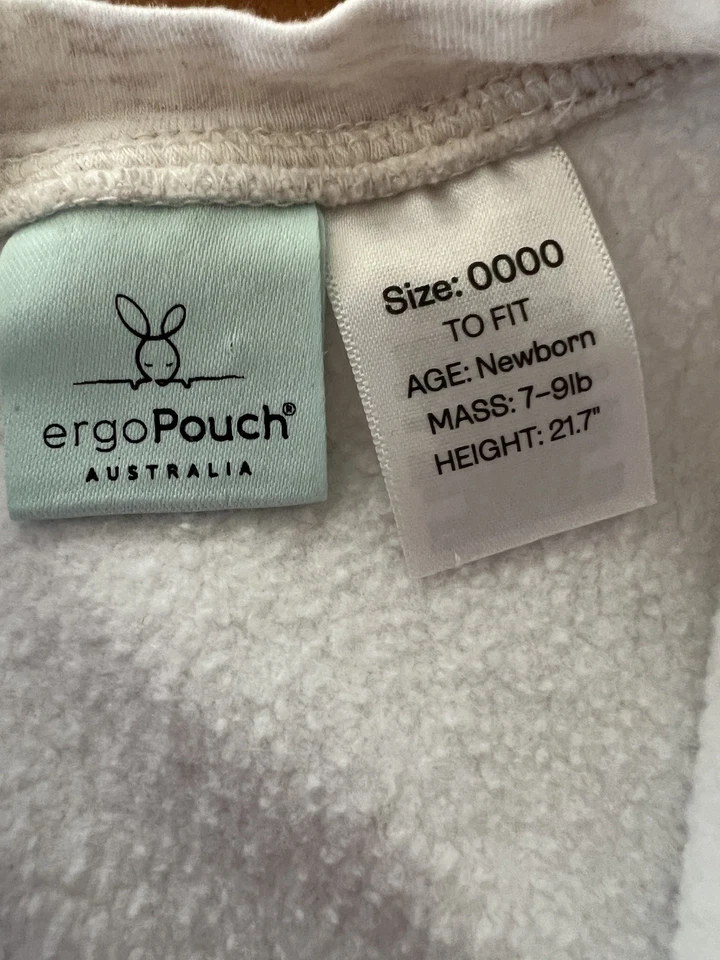 ergoPouch®
AUSTRALIA
Size: 0000
TO FIT
AGE: Newborn
MASS: 7–9lb
HEIGHT: 21.7"